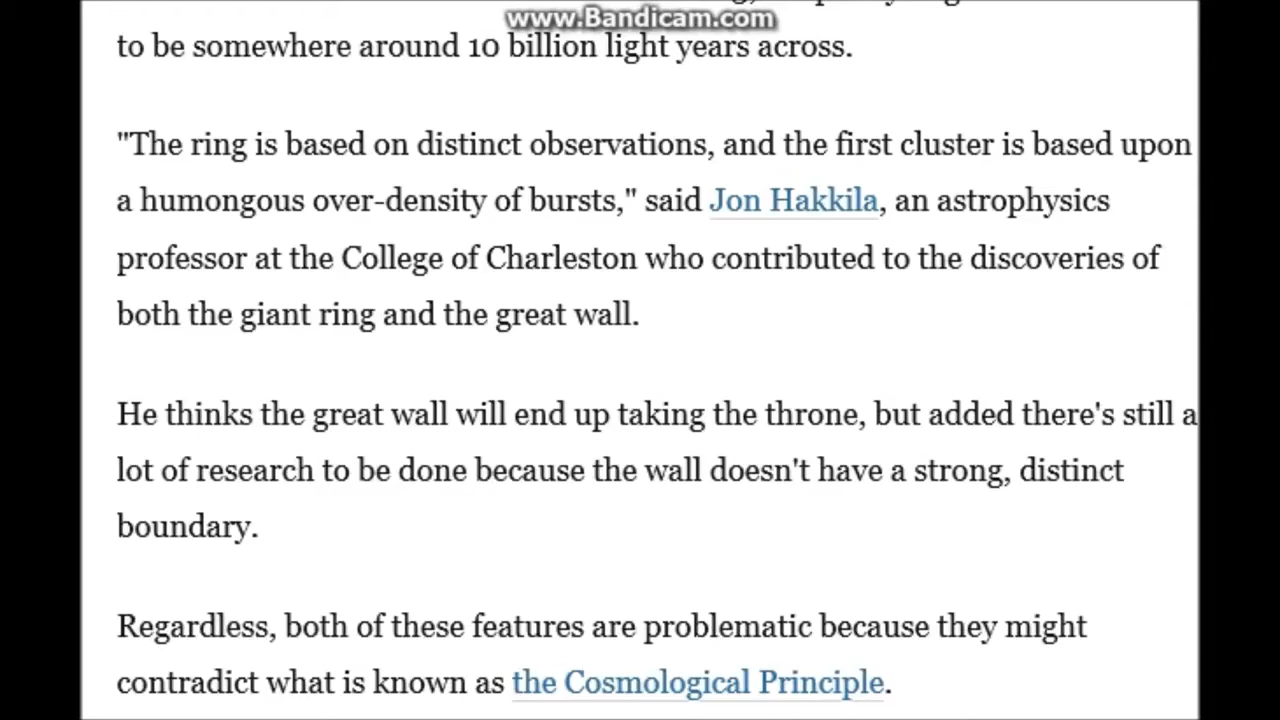 www.Bandicam.com
to be somewhere around 10 billion light years across.
"The ring is based on distinct observations, and the first cluster is based upon
a humongous over-density of bursts," said Jon Hakkila, an astrophysics
professor at the College of Charleston who contributed to the discoveries of
both the giant ring and the great wall.
He thinks the great wall will end up taking the throne, but added there's still a
lot of research to be done because the wall doesn't have a strong, distinct
boundary.
Regardless, both of these features are problematic because they might
contradict what is known as the Cosmological Principle.